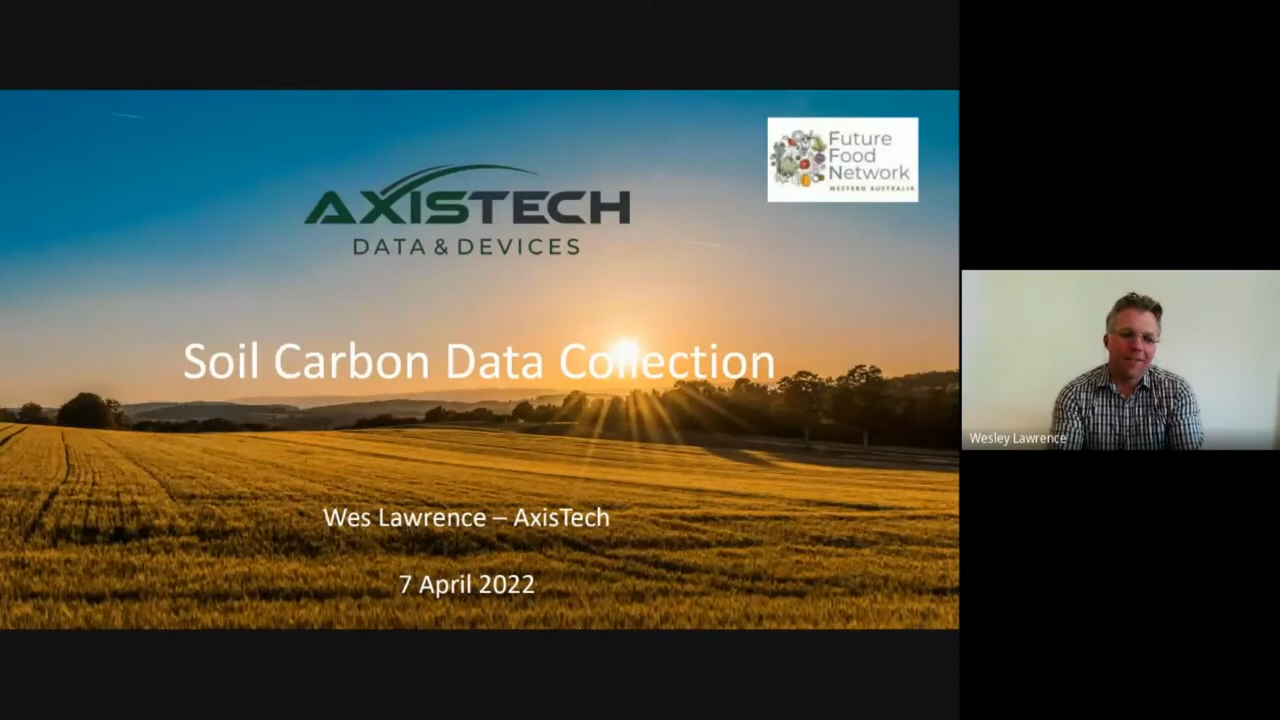 AXISTECH
DATA & DEVICES
Future
Food
Network
WESTERN AUSTRALIA
Soil Carbon Data Collection
Wes Lawrence – AxisTech
7 April 2022
Wesley Lawrence